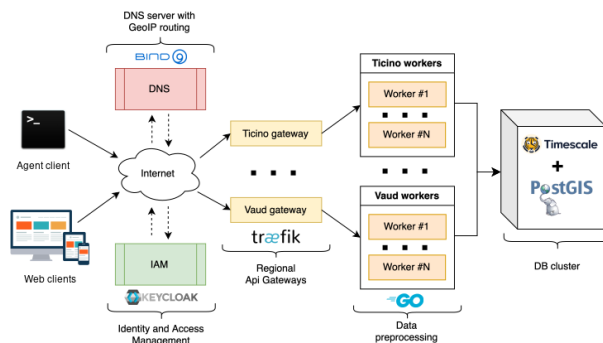 DNS server with
GeoIP routing
BIND 9
DNS
>_
Agent client
Internet
Web clients
IAM
KEYCLOAK
Identity and Access
Management
Ticino gateway
Vaud gateway
træfik
Regional
Api Gateways
Ticino workers
Worker #1
Worker #N
Vaud workers
Worker #1
Worker #N
GO
Data
preprocessing
Timescale
+
PostGIS
DB cluster